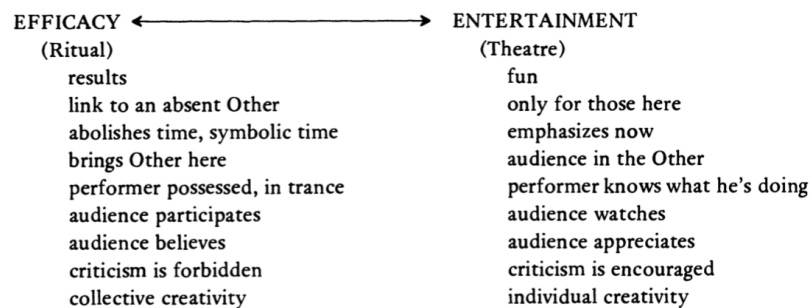 EFFICACY ENTERTAINMENT
(Ritual) (Theatre)
results fun
link to an absent Other only for those here
abolishes time, symbolic time emphasizes now
brings Other here audience in the Other
performer possessed, in trance performer knows what he's doing
audience participates audience watches
audience believes audience appreciates
criticism is forbidden criticism is encouraged
collective creativity individual creativity